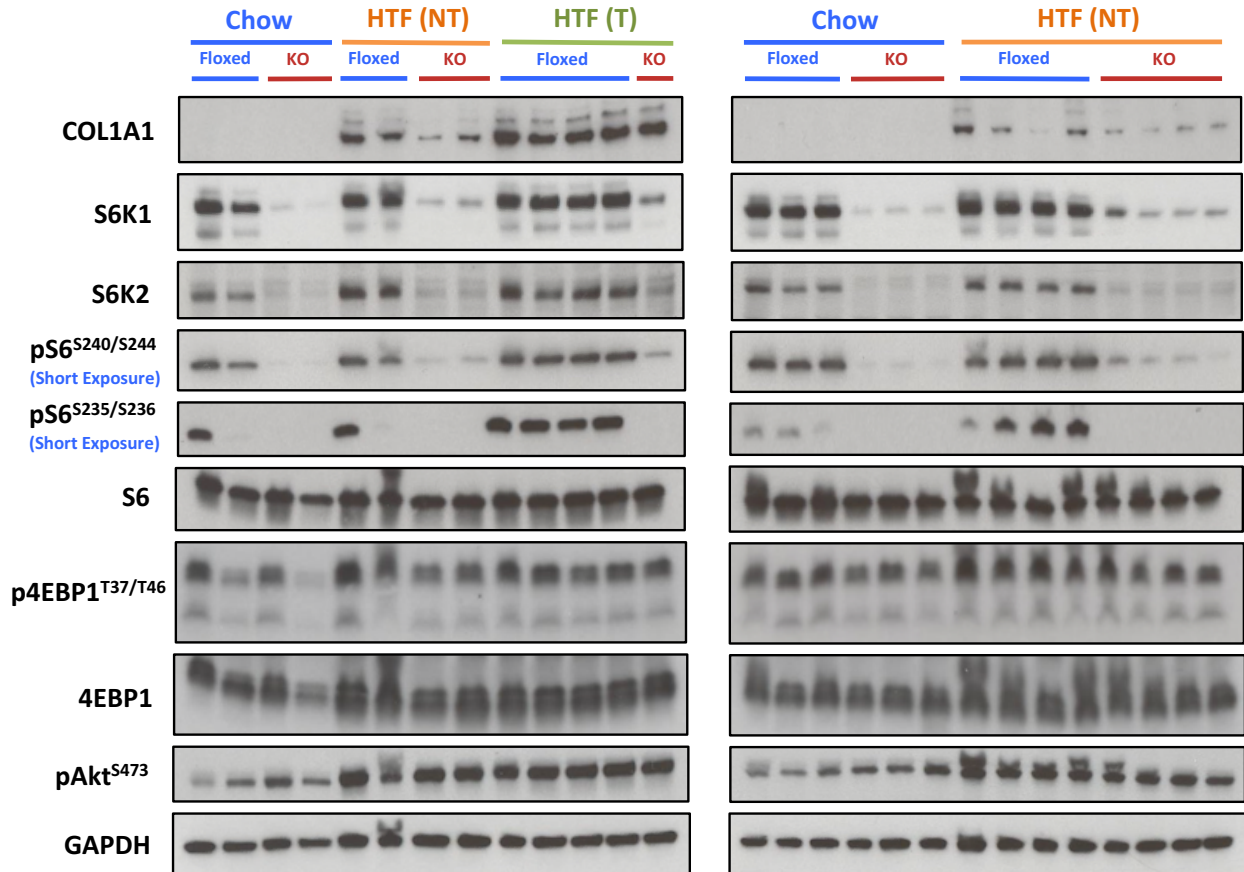 Chow HTF (NT) HTF (T) Chow HTF (NT)
Floxed KO Floxed KO Floxed KO Floxed KO Floxed KO
COL1A1
S6K1
S6K2
pS6S240/S244
(Short Exposure)
pS6S235/S236
(Short Exposure)
S6
p4EBP1T37/T46
4EBP1
pAktS473
GAPDH